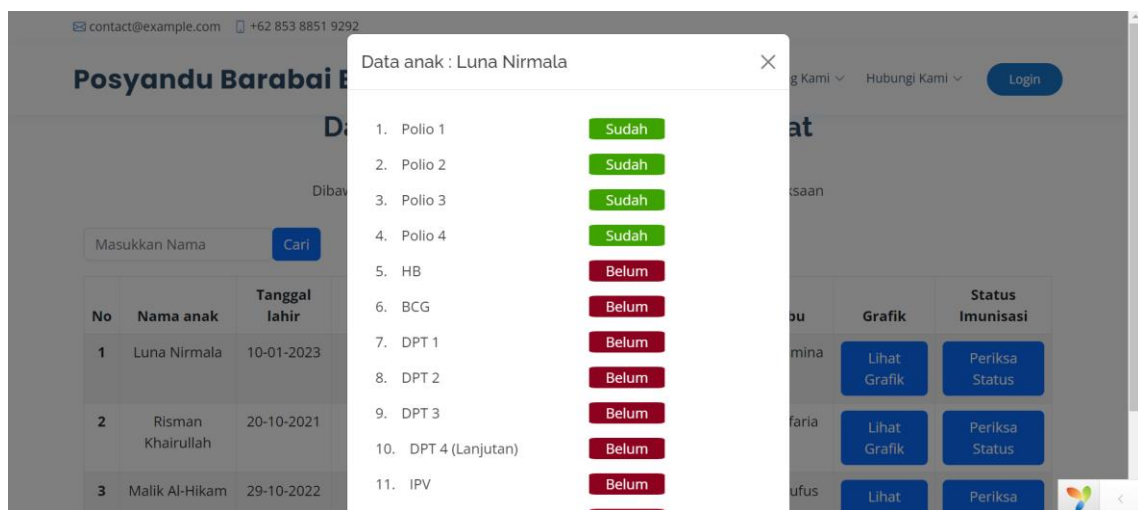 contact@example.com +62 853 8851 9292
Posyandu Barabai
g Kami Hubungi Kami Login
Data anak : Luna Nirmala
1. Polio 1 Sudah
2. Polio 2 Sudah
3. Polio 3 Sudah
4. Polio 4 Sudah
5. HB Belum
6. BCG Belum
7. DPT 1 Belum
8. DPT 2 Belum
9. DPT 3 Belum
10. DPT 4 (Lanjutan) Belum
11. IPV Belum
Masukkan Nama Cari
No Nama anak Tanggal lahir Grafik Status Imunisasi
1 Luna Nirmala 10-01-2023 mina Lihat Grafik Periksa Status
2 Risman Khairullah 20-10-2021 faria Lihat Grafik Periksa Status
3 Malik Al-Hikam 29-10-2022 ufus Lihat Periksa